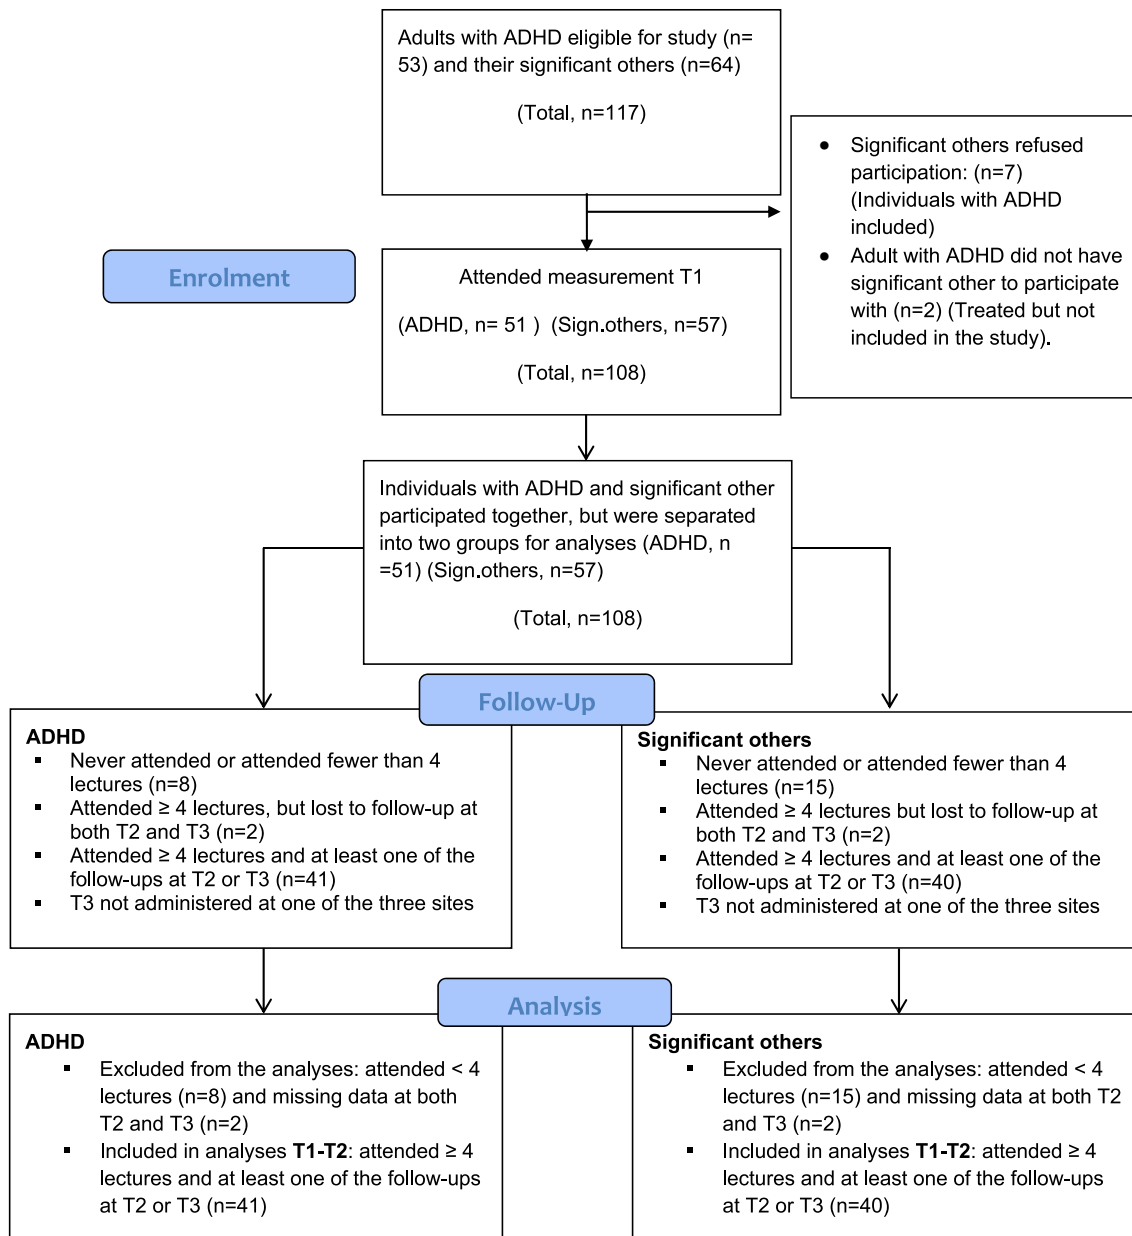 Adults with ADHD eligible for study (n=
53) and their significant others (n=64)
(Total, n=117)
● Significant others refused
participation: (n=7)
(Individuals with ADHD
included)
● Adult with ADHD did not have
significant other to participate
with (n=2) (Treated but not
included in the study).
Enrolment
Attended measurement T1
(ADHD, n= 51 ) (Sign.others, n=57)
(Total, n=108)
Individuals with ADHD and significant other
participated together, but were separated
into two groups for analyses (ADHD, n
=51) (Sign.others, n=57)
(Total, n=108)
Follow-Up
ADHD
▪ Never attended or attended fewer than 4
lectures (n=8)
▪ Attended ≥ 4 lectures, but lost to follow-up at
both T2 and T3 (n=2)
▪ Attended ≥ 4 lectures and at least one of the
follow-ups at T2 or T3 (n=41)
▪ T3 not administered at one of the three sites
Significant others
▪ Never attended or attended fewer than 4
lectures (n=15)
▪ Attended ≥ 4 lectures but lost to follow-up at
both T2 and T3 (n=2)
▪ Attended ≥ 4 lectures and at least one of the
follow-ups at T2 or T3 (n=40)
▪ T3 not administered at one of the three sites
Analysis
ADHD
▪ Excluded from the analyses: attended < 4
lectures (n=8) and missing data at both
T2 and T3 (n=2)
▪ Included in analyses T1-T2: attended ≥ 4
lectures and at least one of the follow-ups
at T2 or T3 (n=41)
Significant others
▪ Excluded from the analyses: attended < 4
lectures (n=15) and missing data at both T2
and T3 (n=2)
▪ Included in analyses T1-T2: attended ≥ 4
lectures and at least one of the follow-ups
at T2 or T3 (n=40)